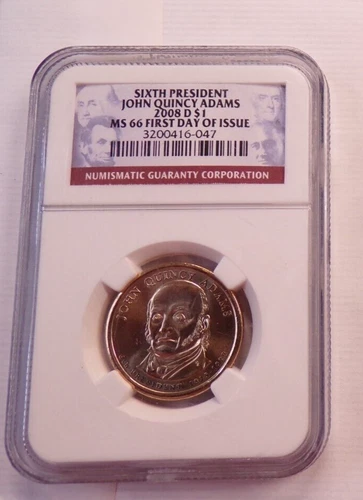 SIXTH PRESIDENT
JOHN QUINCY ADAMS
2008 D $1
MS 66 FIRST DAY OF ISSUE
3200416-047
NUMISMATIC GUARANTY CORPORATION
JOHN QUINCY ADAMS